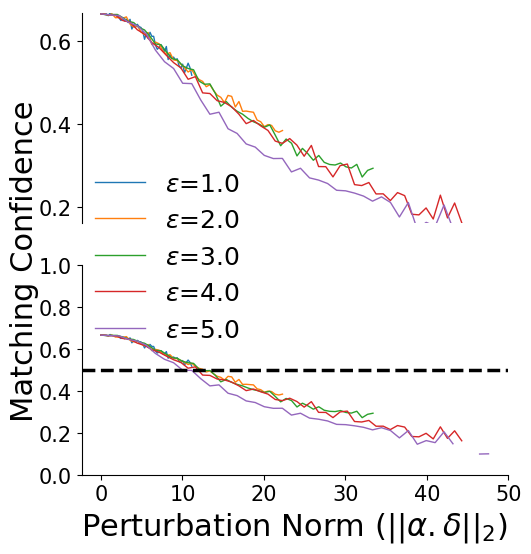 0.6
0.4
0.2
Matching Confidence
ε=1.0
ε=2.0
ε=3.0
ε=4.0
ε=5.0
1.0
0.8
0.6
0.4
0.2
0.0
0 10 20 30 40 50
Perturbation Norm (||α.δ||₂)